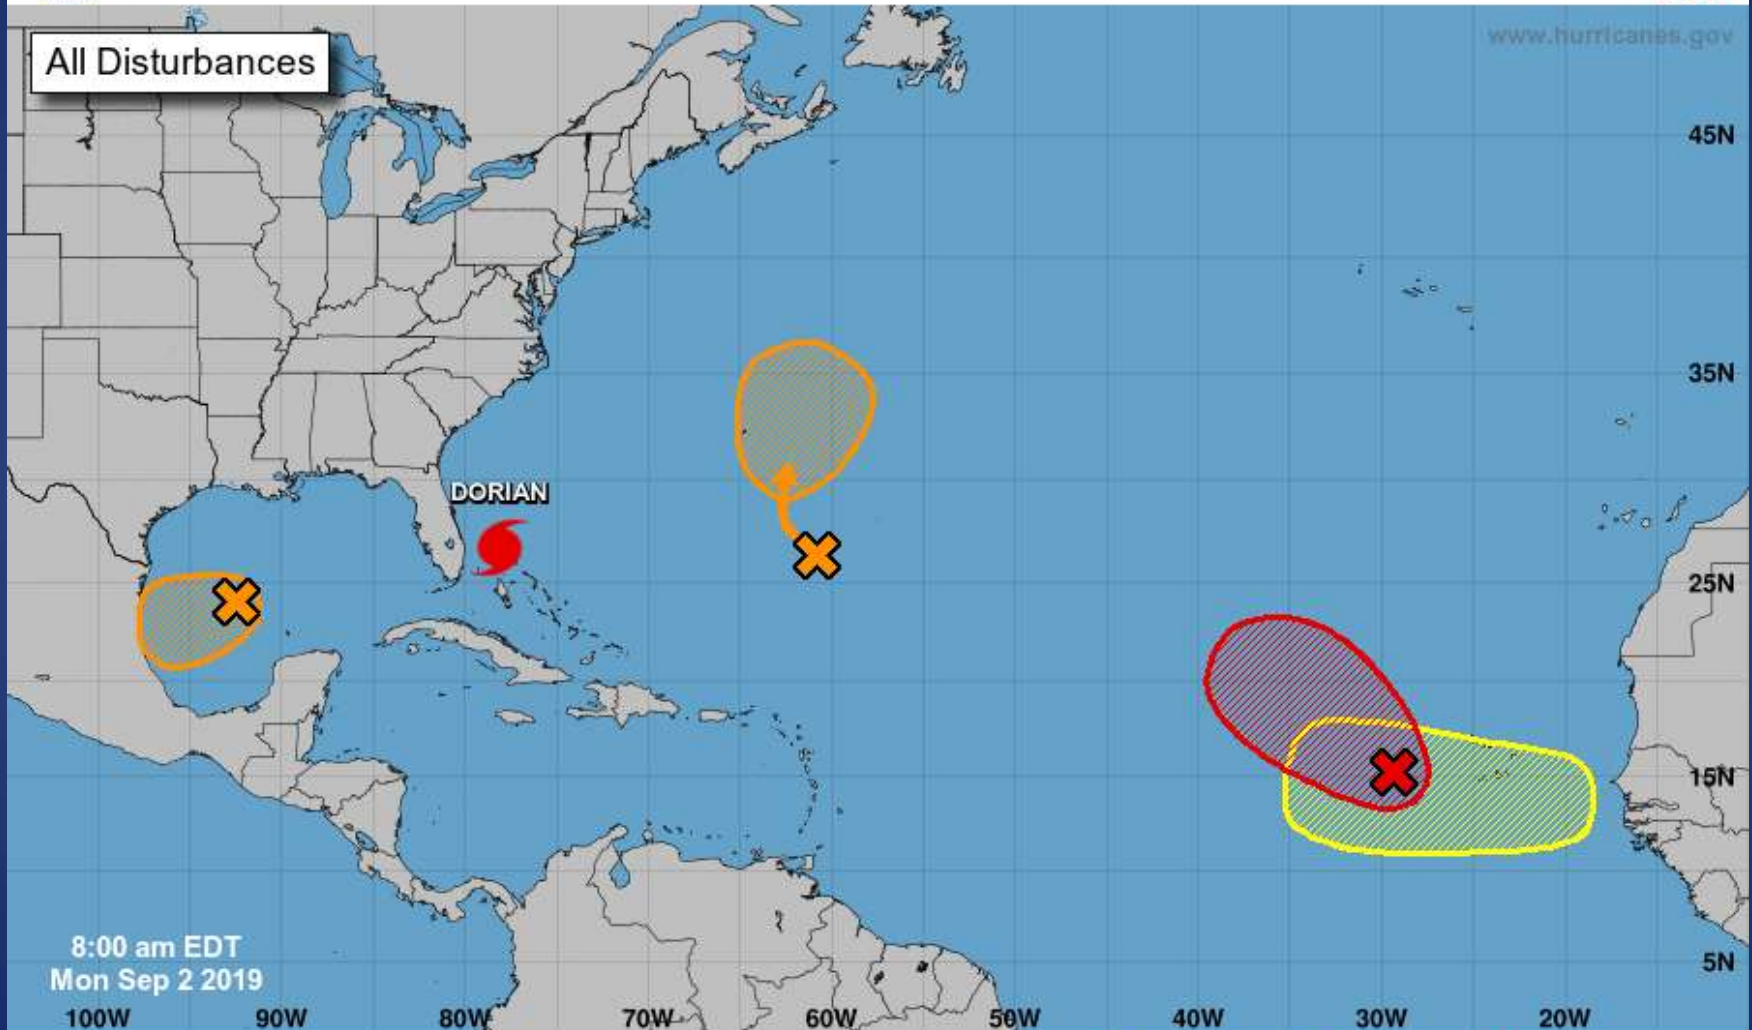 www.hurricanes.gov
All Disturbances
45N
35N
DORIAN
25N
15N
8:00 am EDT
Mon Sep 2 2019
5N
100W 90W 80W 70W 60W 50W 40W 30W 20W